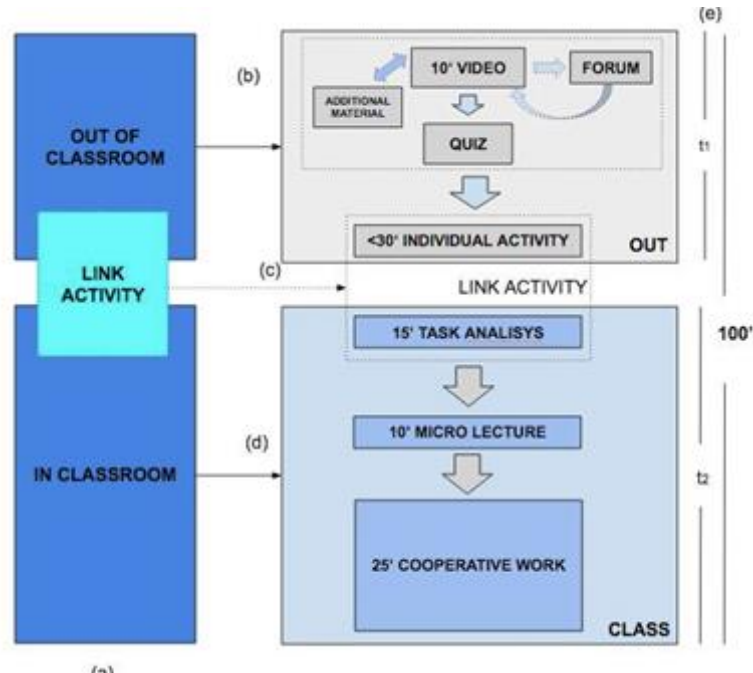 (e)
(b)
10' VIDEO
FORUM
ADDITIONAL
MATERIAL
OUT OF
CLASSROOM
QUIZ
t1
<30' INDIVIDUAL ACTIVITY
OUT
LINK
ACTIVITY
(c)
LINK ACTIVITY
15' TASK ANALISYS
100'
10' MICRO LECTURE
(d)
IN CLASSROOM
t2
25' COOPERATIVE WORK
CLASS
(a)